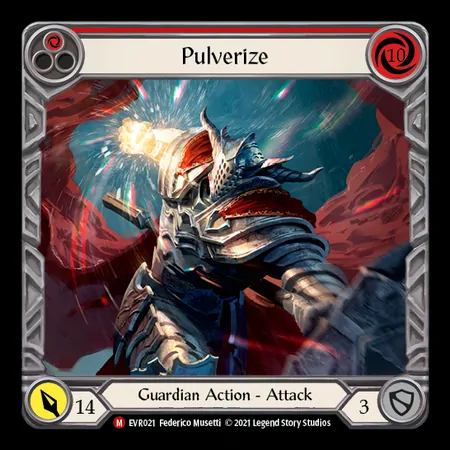 Pulverize
10
Guardian Action - Attack
14
3
M EVR021 Federico Musetti © 2021 Legend Story Studios